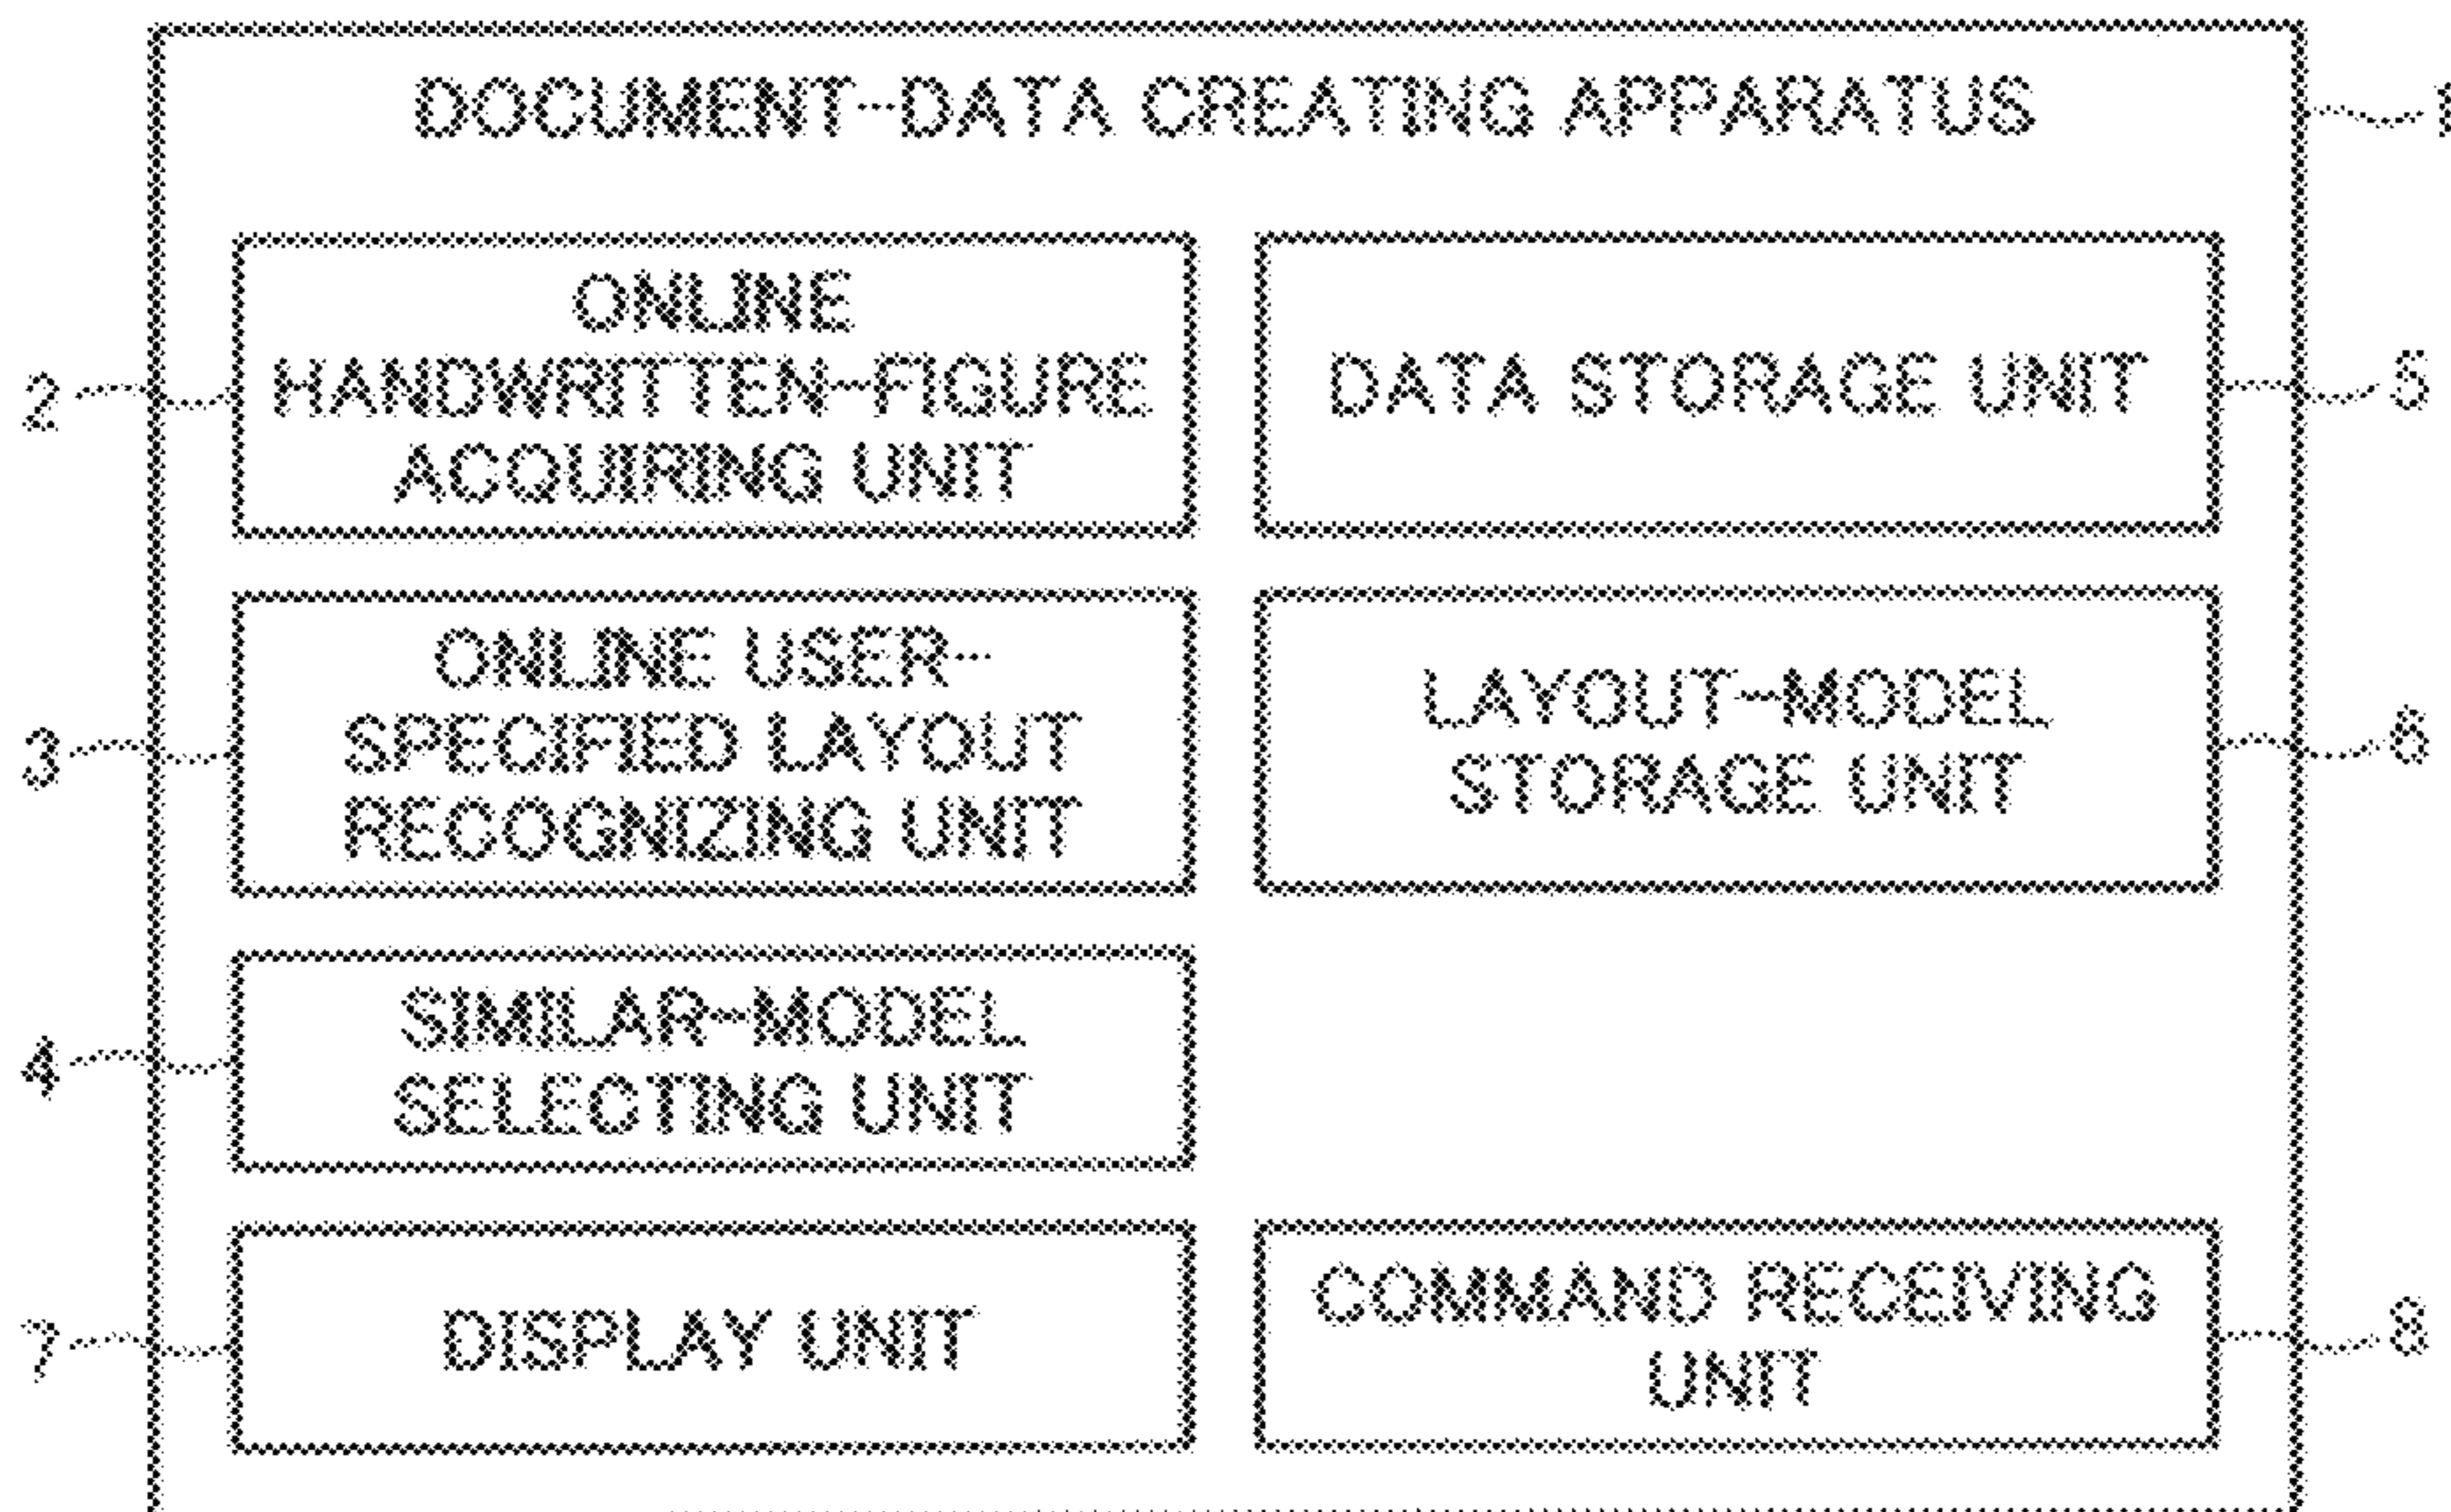 DOCUMENT-DATA CREATING APPARATUS
1
ONLINE
HANDWRITTEN-FIGURE
ACQUIRING UNIT
2
DATA STORAGE UNIT
5
ONLINE USER-
SPECIFIED LAYOUT
RECOGNIZING UNIT
3
LAYOUT-MODEL
STORAGE UNIT
6
SIMILAR-MODEL
SELECTING UNIT
4
DISPLAY UNIT
7
COMMAND RECEIVING
UNIT
8